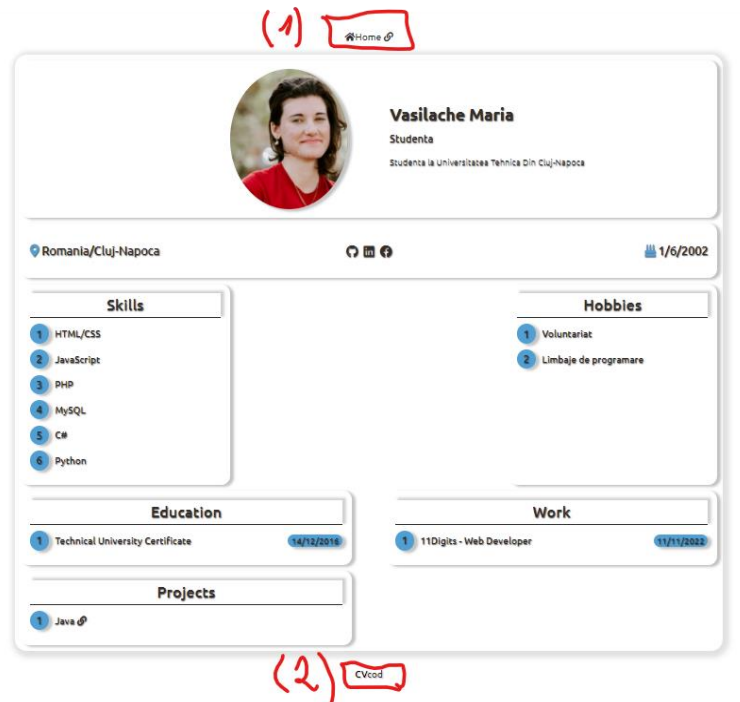 (1) Home
Vasilache Maria
Studenta
Studenta la Universitatea Tehnica Din Cluj-Napoca
Romania/Cluj-Napoca 1/6/2002
Skills Hobbies
1 HTML/CSS 1 Voluntariat
2 JavaScript 2 Limbaje de programare
3 PHP
4 MySQL
5 C#
6 Python
Education Work
1 Technical University Certificate 14/12/2016 1 11Digits - Web Developer 11/11/2022
Projects
1 Java
(2) CVcod